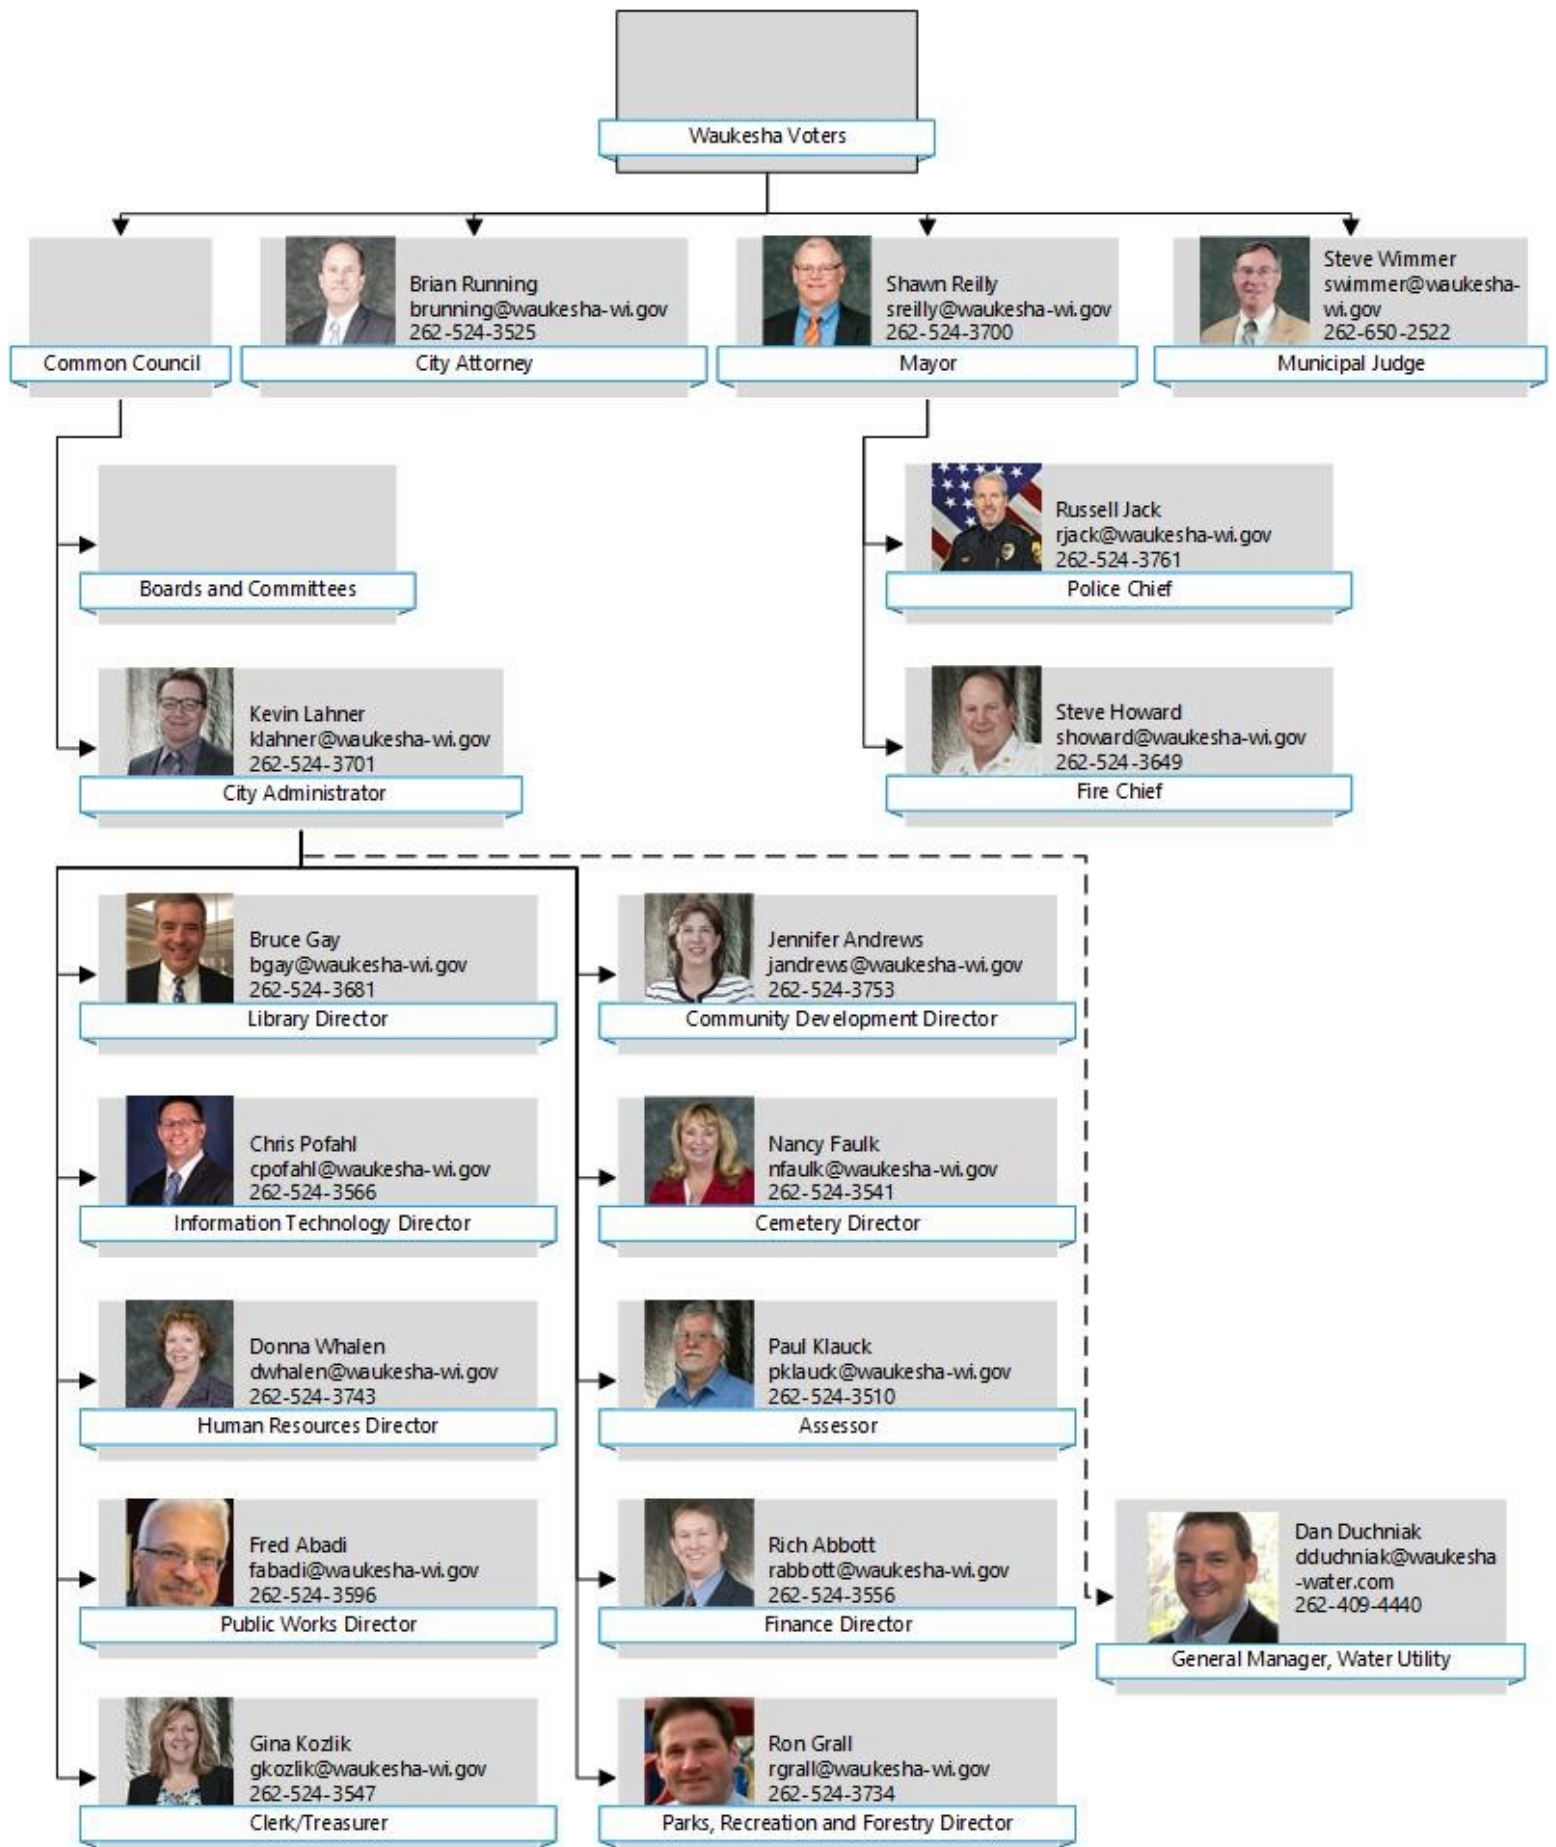 Waukesha Voters
Common Council
Brian Running
brunning@waukesha-wi.gov
262-524-3525
City Attorney
Shawn Reilly
sreilly@waukesha-wi.gov
262-524-3700
Mayor
Steve Wimmer
swimmer@waukesha-
wi.gov
262-650-2522
Municipal Judge
Boards and Committees
Russell Jack
rjack@waukesha-wi.gov
262-524-3761
Police Chief
Kevin Lahner
klahner@waukesha-wi.gov
262-524-3701
City Administrator
Steve Howard
showard@waukesha-wi.gov
262-524-3649
Fire Chief
Bruce Gay
bgay@waukesha-wi.gov
262-524-3681
Library Director
Jennifer Andrews
jandrews@waukesha-wi.gov
262-524-3753
Community Development Director
Chris Pofahl
cpofahl@waukesha-wi.gov
262-524-3566
Information Technology Director
Nancy Faulk
nfaulk@waukesha-wi.gov
262-524-3541
Cemetery Director
Donna Whalen
dwhalen@waukesha-wi.gov
262-524-3743
Human Resources Director
Paul Klauck
pklauck@waukesha-wi.gov
262-524-3510
Assessor
Fred Abadi
fabadi@waukesha-wi.gov
262-524-3596
Public Works Director
Rich Abbott
rabbott@waukesha-wi.gov
262-524-3556
Finance Director
Dan Duchniak
dduchniak@waukesha
-water.com
262-409-4440
General Manager, Water Utility
Gina Kozlik
gkozlik@waukesha-wi.gov
262-524-3547
Clerk/Treasurer
Ron Grall
rgrall@waukesha-wi.gov
262-524-3734
Parks, Recreation and Forestry Director